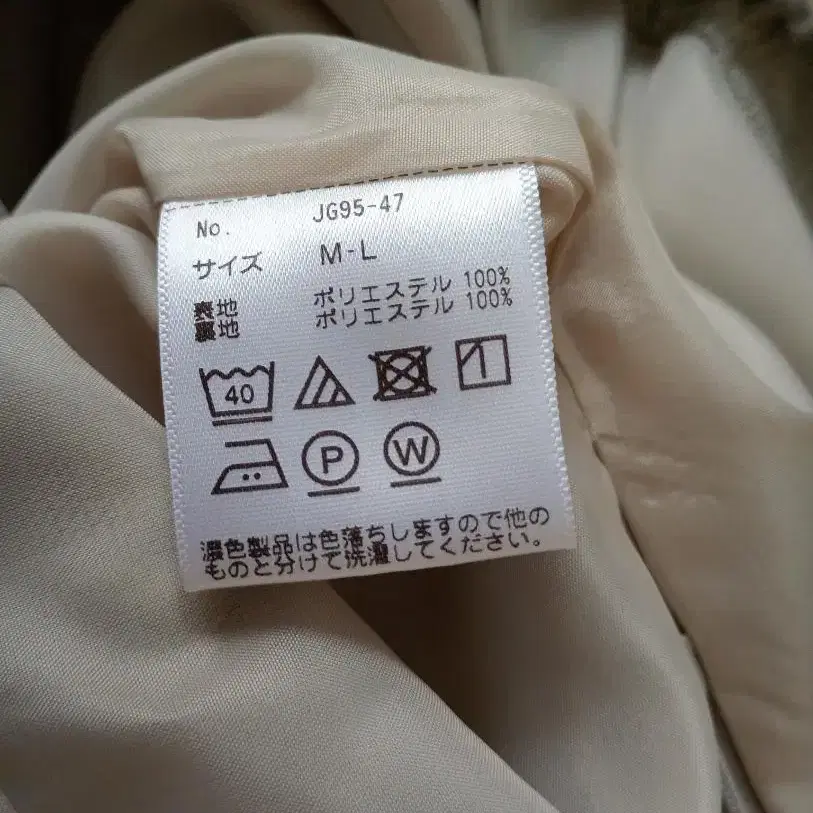 No. JG95-47
サイズ M-L
表地 ポリエステル 100%
裏地 ポリエステル 100%
40
P W
濃色製品は色落ちしますので他の
ものと分けて洗濯してください。